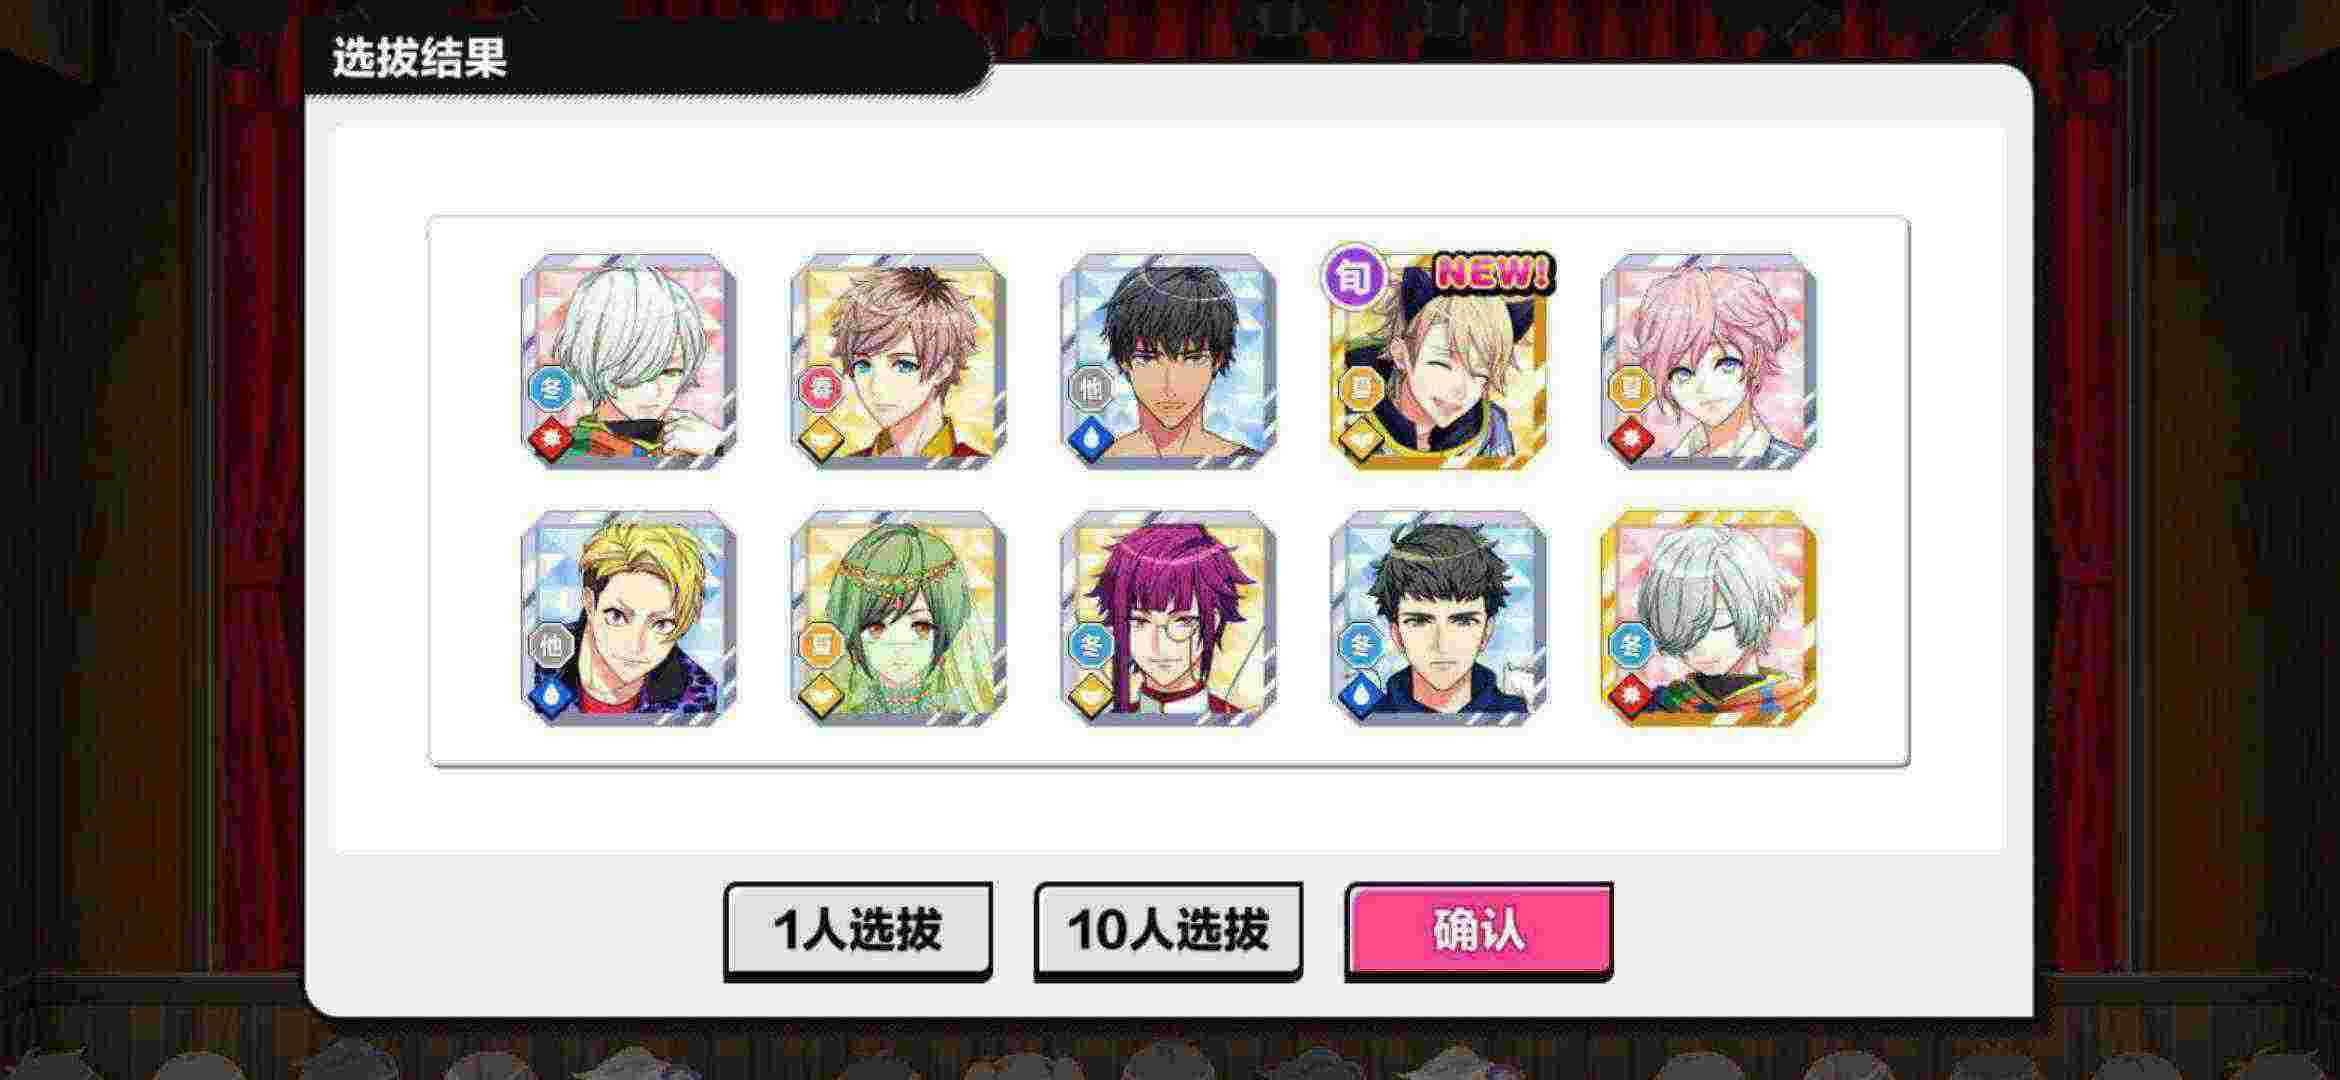 选拔结果
旬 NEW!
冬 春 他 夏 夏
他 夏 冬 冬 冬
1人选拔 10人选拔 确认